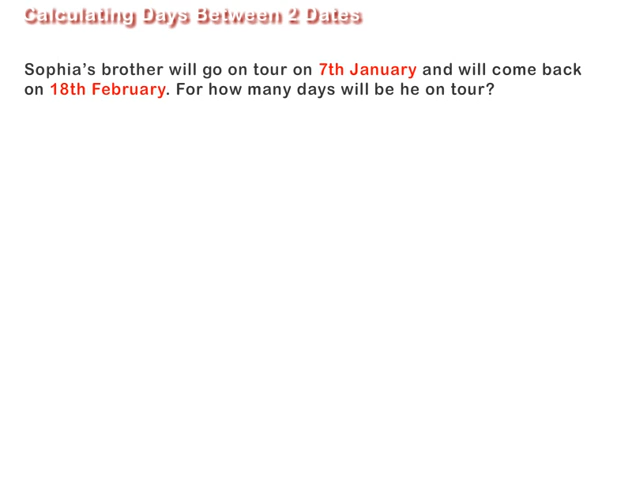 Calculating Days Between 2 Dates
Sophia's brother will go on tour on 7th January and will come back
on 18th February. For how many days will be he on tour?